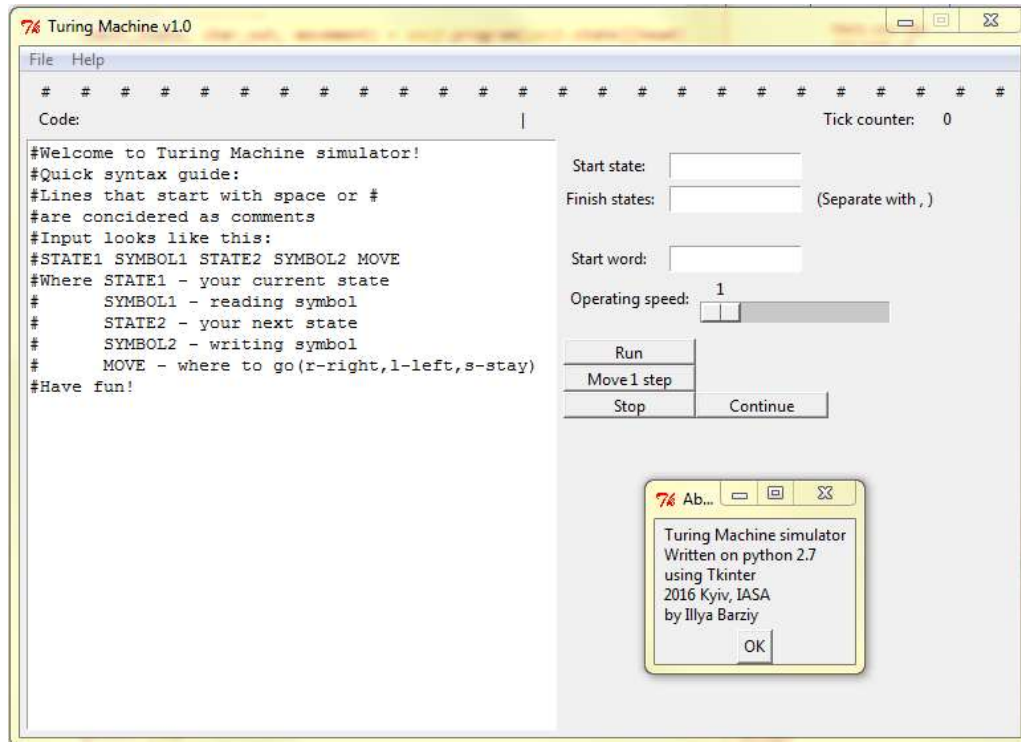 Turing Machine v1.0
File Help
# # # # # # # # # # # # # # # # # # # # # # # # #
Code: | Tick counter: 0
#Welcome to Turing Machine simulator!
#Quick syntax guide:
#Lines that start with space or #
#are concidered as comments
#Input looks like this:
#STATE1 SYMBOL1 STATE2 SYMBOL2 MOVE
#Where STATE1 - your current state
# SYMBOL1 - reading symbol
# STATE2 - your next state
# SYMBOL2 - writing symbol
# MOVE - where to go(r-right,l-left,s-stay)
#Have fun!
Start state:
Finish states: (Separate with , )
Start word:
Operating speed: 1
Run
Move 1 step
Stop Continue
Ab...
Turing Machine simulator
Written on python 2.7
using Tkinter
2016 Kyiv, IASA
by Illya Barziy
OK